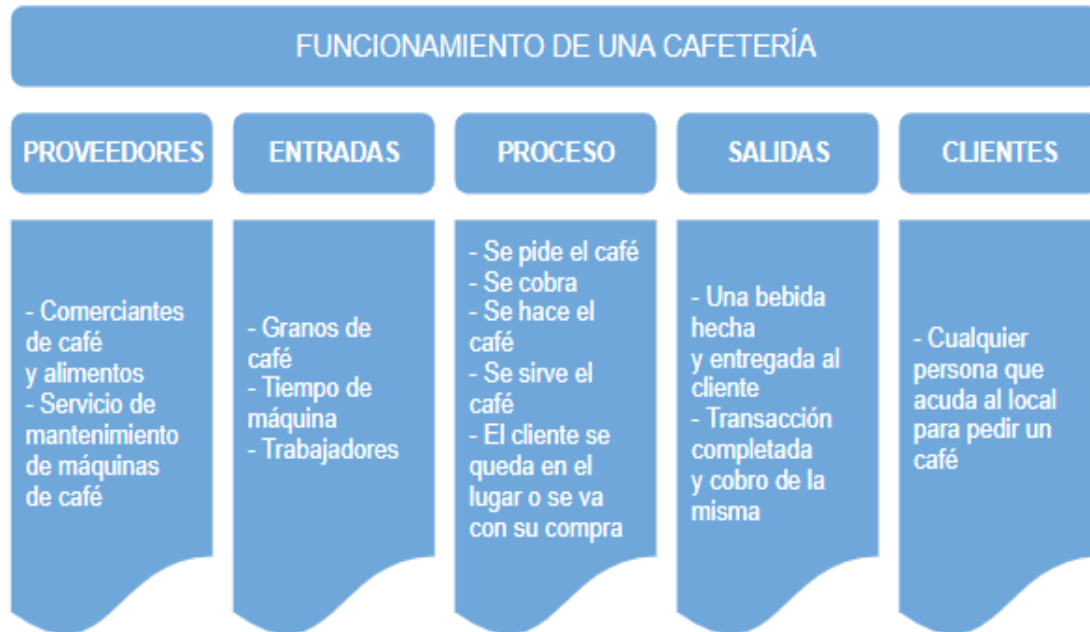 FUNCIONAMIENTO DE UNA CAFETERÍA
PROVEEDORES
ENTRADAS
PROCESO
SALIDAS
CLIENTES
- Comerciantes
de café
y alimentos
- Servicio de
mantenimiento
de máquinas
de café
- Granos de
café
- Tiempo de
máquina
- Trabajadores
- Se pide el café
- Se cobra
- Se hace el
café
- Se sirve el
café
- El cliente se
queda en el
lugar o se va
con su compra
- Una bebida
hecha
y entregada al
cliente
- Transacción
completada
y cobro de la
misma
- Cualquier
persona que
acuda al local
para pedir un
café